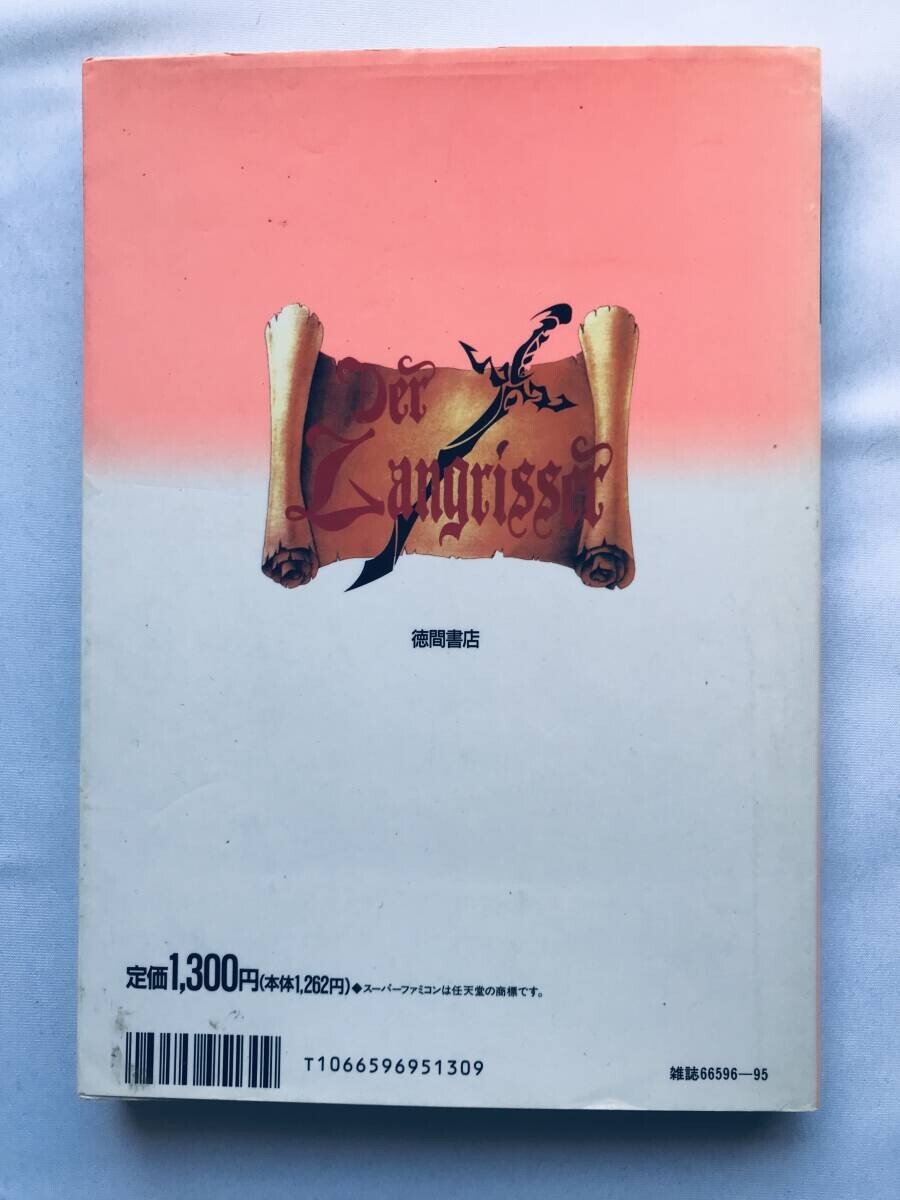 Der
Langrisser
徳間書店
定価1,300円(本体1,262円)◆スーパーファミコンは任天堂の商標です。
T1066596951309
雑誌66596—95